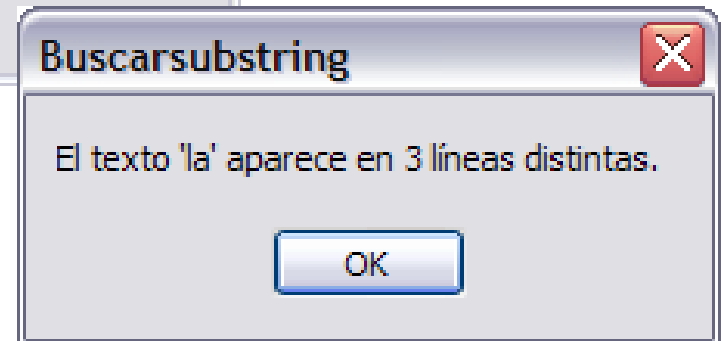 Buscarsubstring
El texto 'la' aparece en 3 líneas distintas.
OK